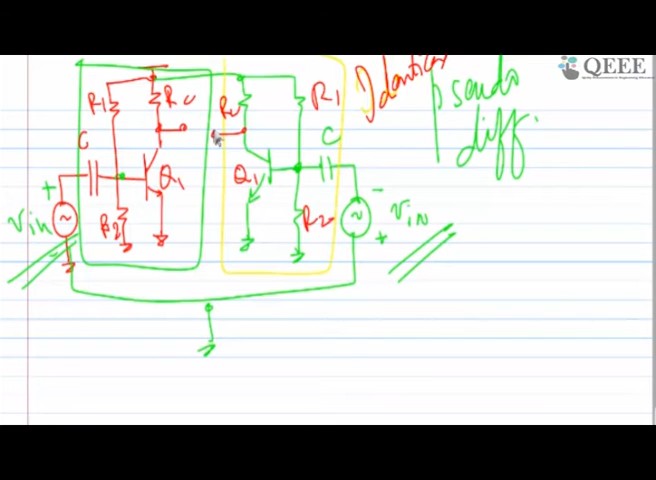 QEEE
Identical
pseudo
diff.
R1
Rc
Rc
R1
C
C
Q1
Q1
+
Vin
R2
R2
-
Vin
+